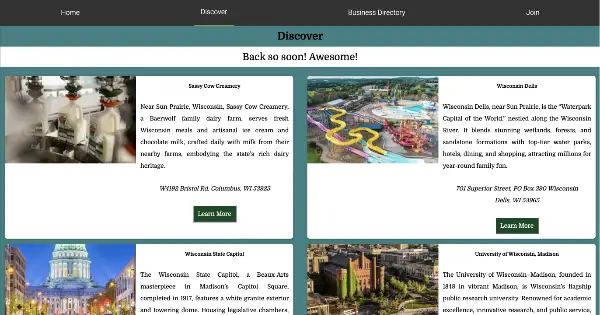 Home
Discover
Business Directory
Join
Discover
Back so soon! Awesome!
Sassy Cow Creamery
Near Sun Prairie, Wisconsin, Sassy Cow Creamery,
a Baerwolf family dairy farm, serves fresh
Wisconsin meals and artisanal ice cream and
chocolate milk, crafted daily with milk from their
nearby farms, embodying the state's rich dairy
heritage.
W4192 Bristol Rd. Columbus, WI 53925
Learn More
Wisconsin Dells
Wisconsin Dells, near Sun Prairie, is the "Waterpark
Capital of the World," nestled along the Wisconsin
River. It blends stunning wetlands, forests, and
sandstone formations with top-tier water parks,
hotels, dining, and shopping, attracting millions for
year-round family fun.
701 Superior Street, PO Box 390 Wisconsin
Dells, WI 53965
Learn More
Wisconsin State Capitol
The Wisconsin State Capitol, a Beaux-Arts
masterpiece in Madison's Capitol Square,
completed in 1917, features a white granite exterior
and towering dome. Housing legislative chambers,
University of Wisconsin, Madison
The University of Wisconsin–Madison, founded in
1848 in vibrant Madison, is Wisconsin's flagship
public research university. Renowned for academic
excellence, innovative research, and public service,